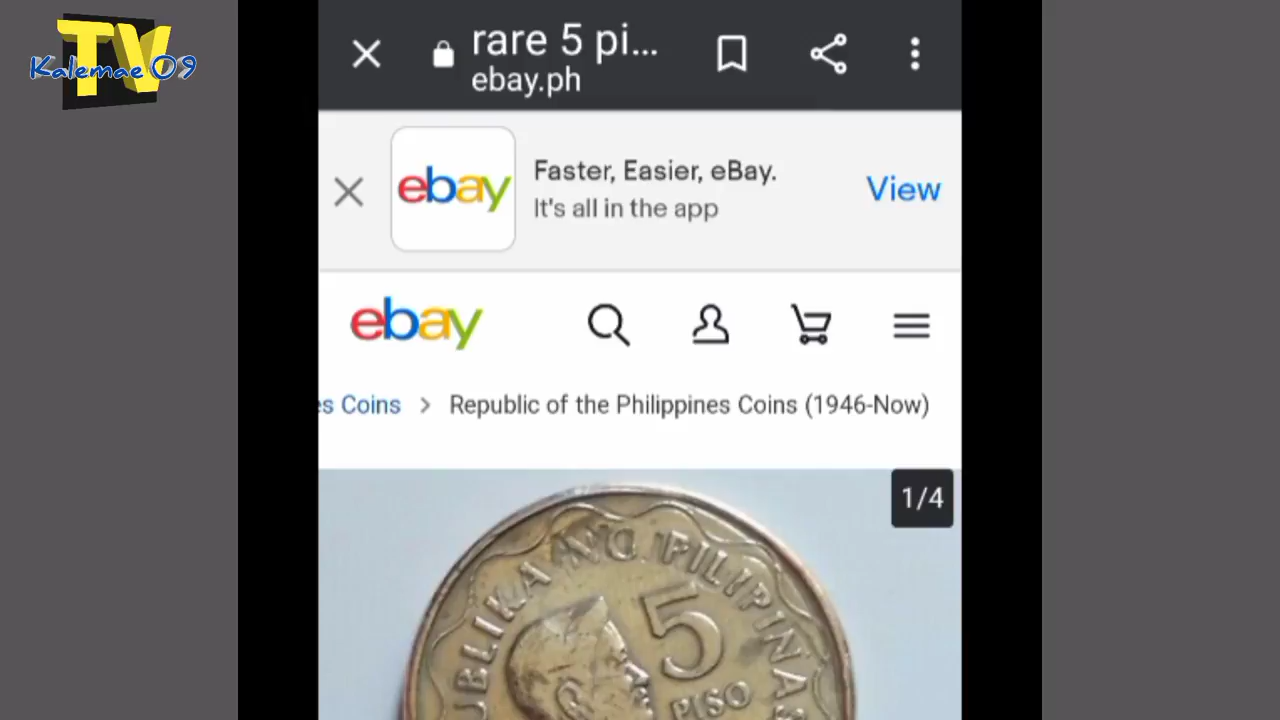 TV
Kalemae 09
rare 5 pi...
ebay.ph
ebay
Faster, Easier, eBay.
It's all in the app
View
ebay
es Coins > Republic of the Philippines Coins (1946-Now)
1/4
UBLIKA NG PILIPINAS
5
PISO